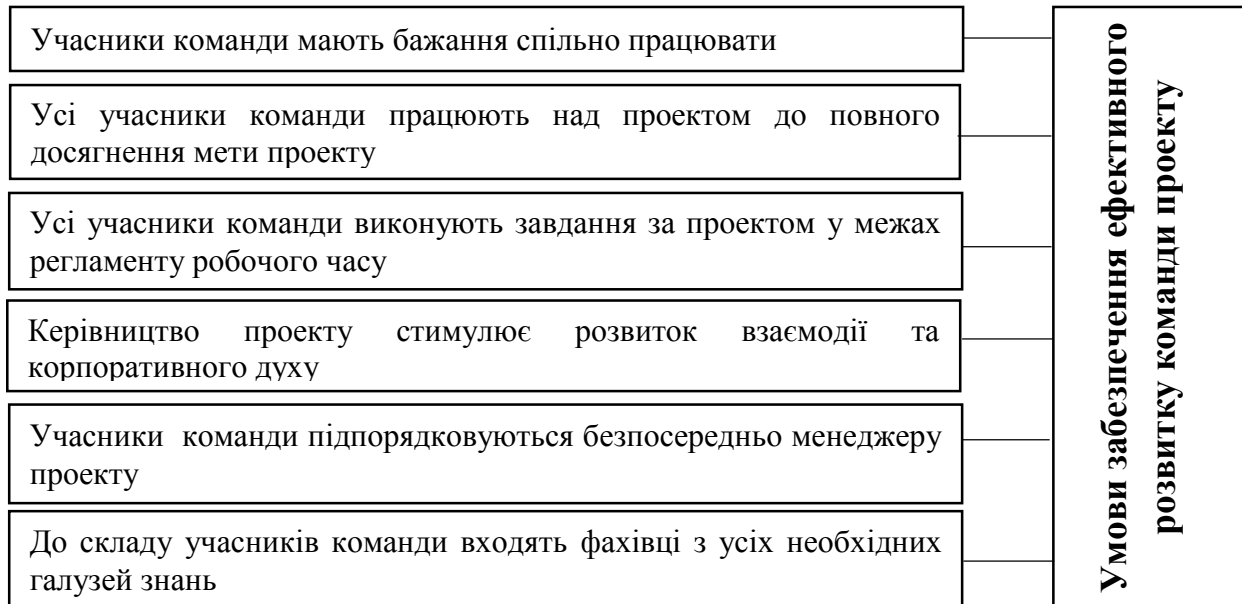 Учасники команди мають бажання спільно працювати
Усі учасники команди працюють над проектом до повного
досягнення мети проекту
Усі учасники команди виконують завдання за проектом у межах
регламенту робочого часу
Керівництво проекту стимулює розвиток взаємодії та
корпоративного духу
Учасники команди підпорядковуються безпосередньо менеджеру
проекту
До складу учасників команди входять фахівці з усіх необхідних
галузей знань
Умови забезпечення ефективного
розвитку команди проекту